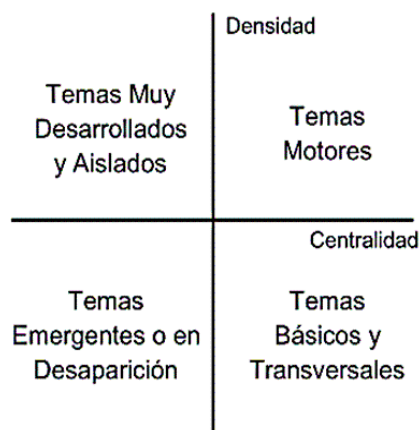 Densidad
Temas Muy
Desarrollados
y Aislados
Temas
Motores
Centralidad
Temas
Emergentes o en
Desaparición
Temas
Básicos y
Transversales